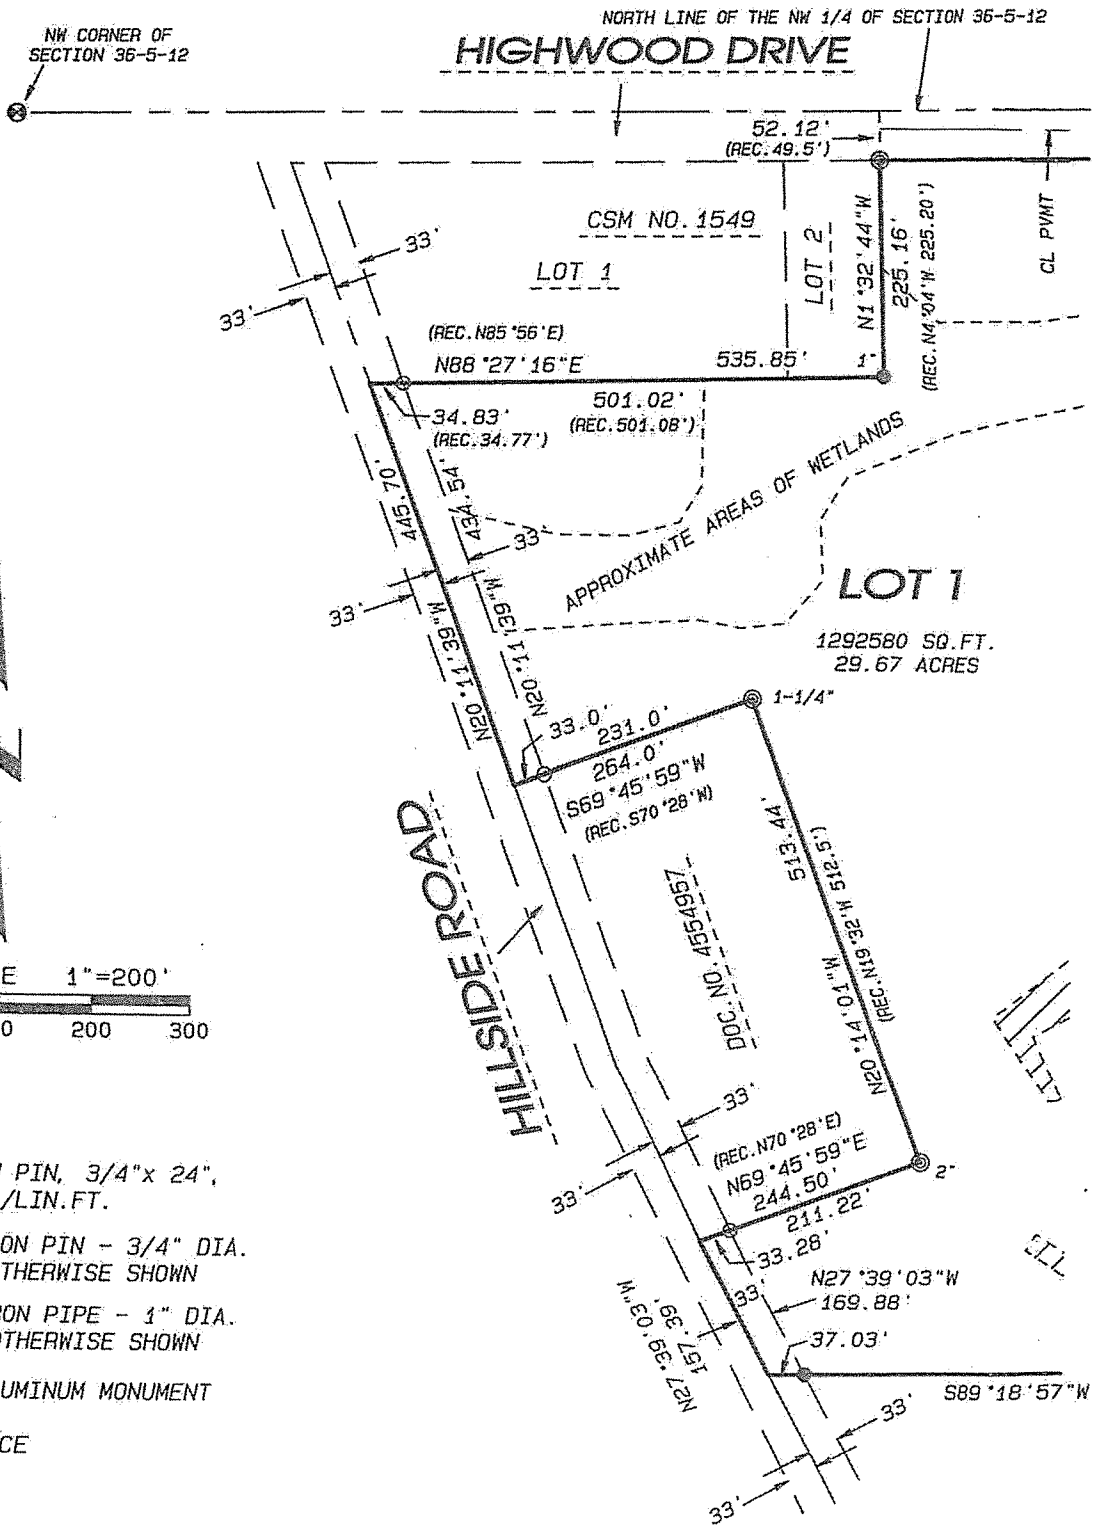 NORTH LINE OF THE NW 1/4 OF SECTION 36-5-12
NW CORNER OF
SECTION 36-5-12
HIGHWOOD DRIVE
52.12'
(REC.49.5')
CSM NO.1549
LOT 1
LOT 2
N1°32'44"W
225.16'
(REC.N4°04'W 225.20')
CL PVMT
33'
33'
(REC.N85°56'E)
N88°27'16"E
535.85'
1"
501.02'
(REC.501.08')
34.83'
(REC.34.77')
445.70'
434.54'
33'
33'
N20°11'39"W
N20°11'39"W
APPROXIMATE AREAS OF WETLANDS
LOT 1
1292580 SQ.FT.
29.67 ACRES
1-1/4"
33.0'
231.0'
264.0'
S69°45'59"W
(REC.S70°28'W)
HILLSIDE ROAD
DOC. NO. 4554967
513.44'
N20°14'01"W
(REC.N19°32'W 512.5')
E 1"=200'
0 200 300
33'
33'
(REC.N70°28'E)
N69°45'59"E
244.50'
211.22'
2"
33.28'
N27°39'03"W
169.88'
33'
N27°39'03"W
157.39'
37.03'
S89°18'57"W
33'
33'
PIN, 3/4"x 24",
/LIN.FT.
ON PIN - 3/4" DIA.
THERWISE SHOWN
ON PIPE - 1" DIA.
OTHERWISE SHOWN
UMINUM MONUMENT
CE